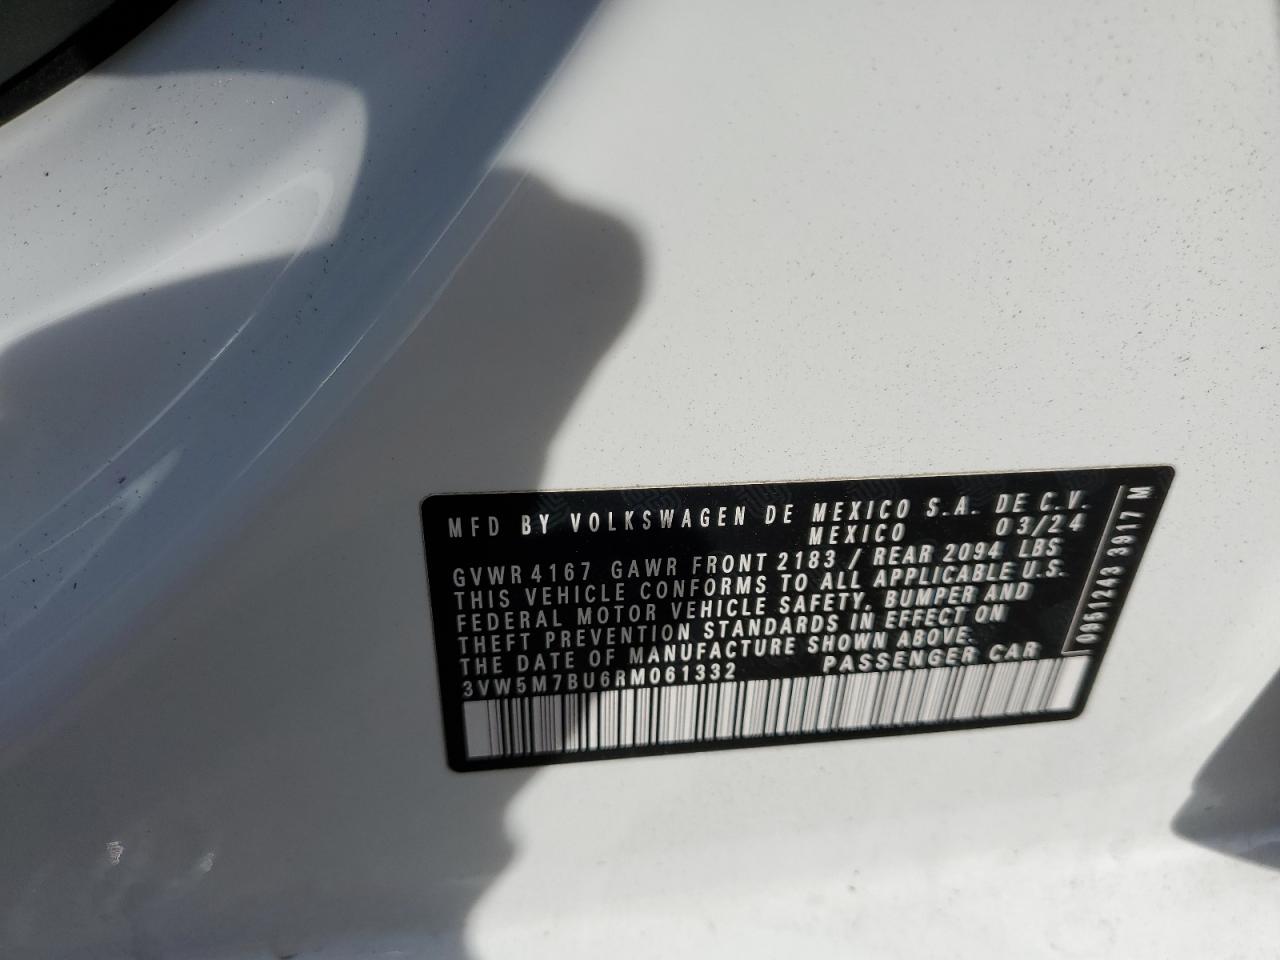 MFD BY VOLKSWAGEN DE MEXICO S.A. DE C.V.
MEXICO 03/24
GVWR 4167 GAWR FRONT 2183 / REAR 2094 LBS
THIS VEHICLE CONFORMS TO ALL APPLICABLE U.S.
FEDERAL MOTOR VEHICLE SAFETY, BUMPER AND
THEFT PREVENTION STANDARDS IN EFFECT ON
THE DATE OF MANUFACTURE SHOWN ABOVE.
3VW5M7BU6RM061332 PASSENGER CAR
0951243 3917 M